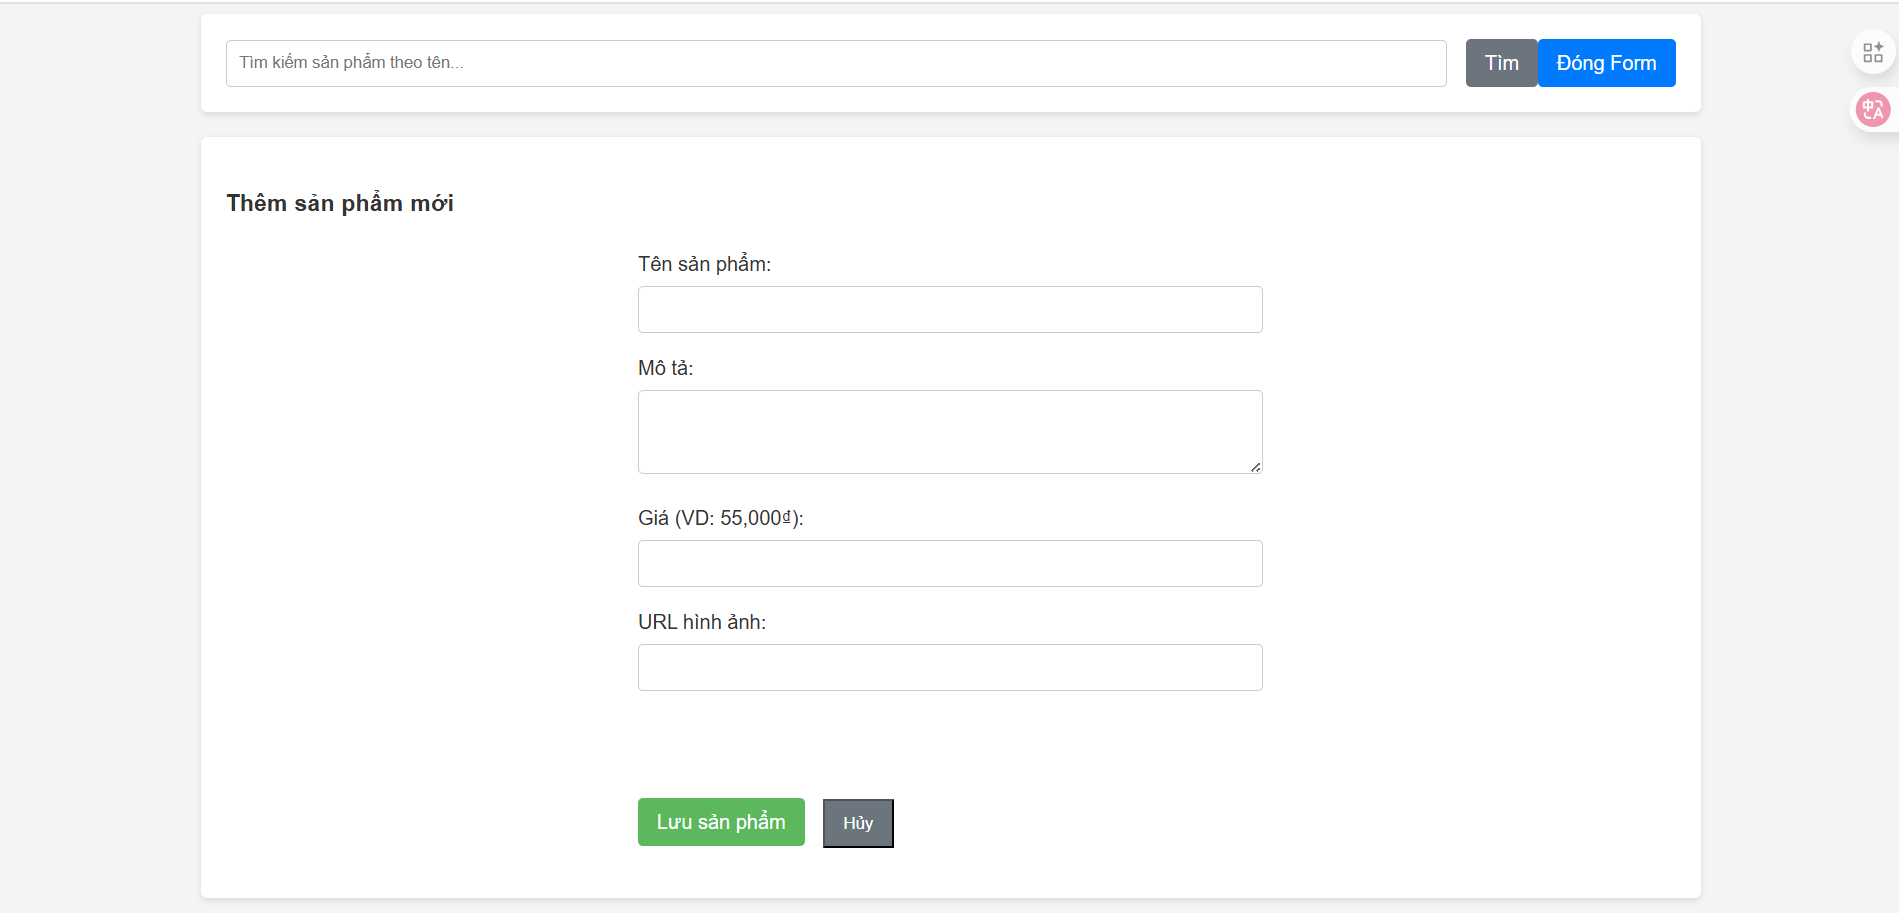 Tìm kiếm sản phẩm theo tên...
Tìm
Đóng Form
Thêm sản phẩm mới
Tên sản phẩm:
Mô tả:
Giá (VD: 55,000₫):
URL hình ảnh:
Lưu sản phẩm
Hủy